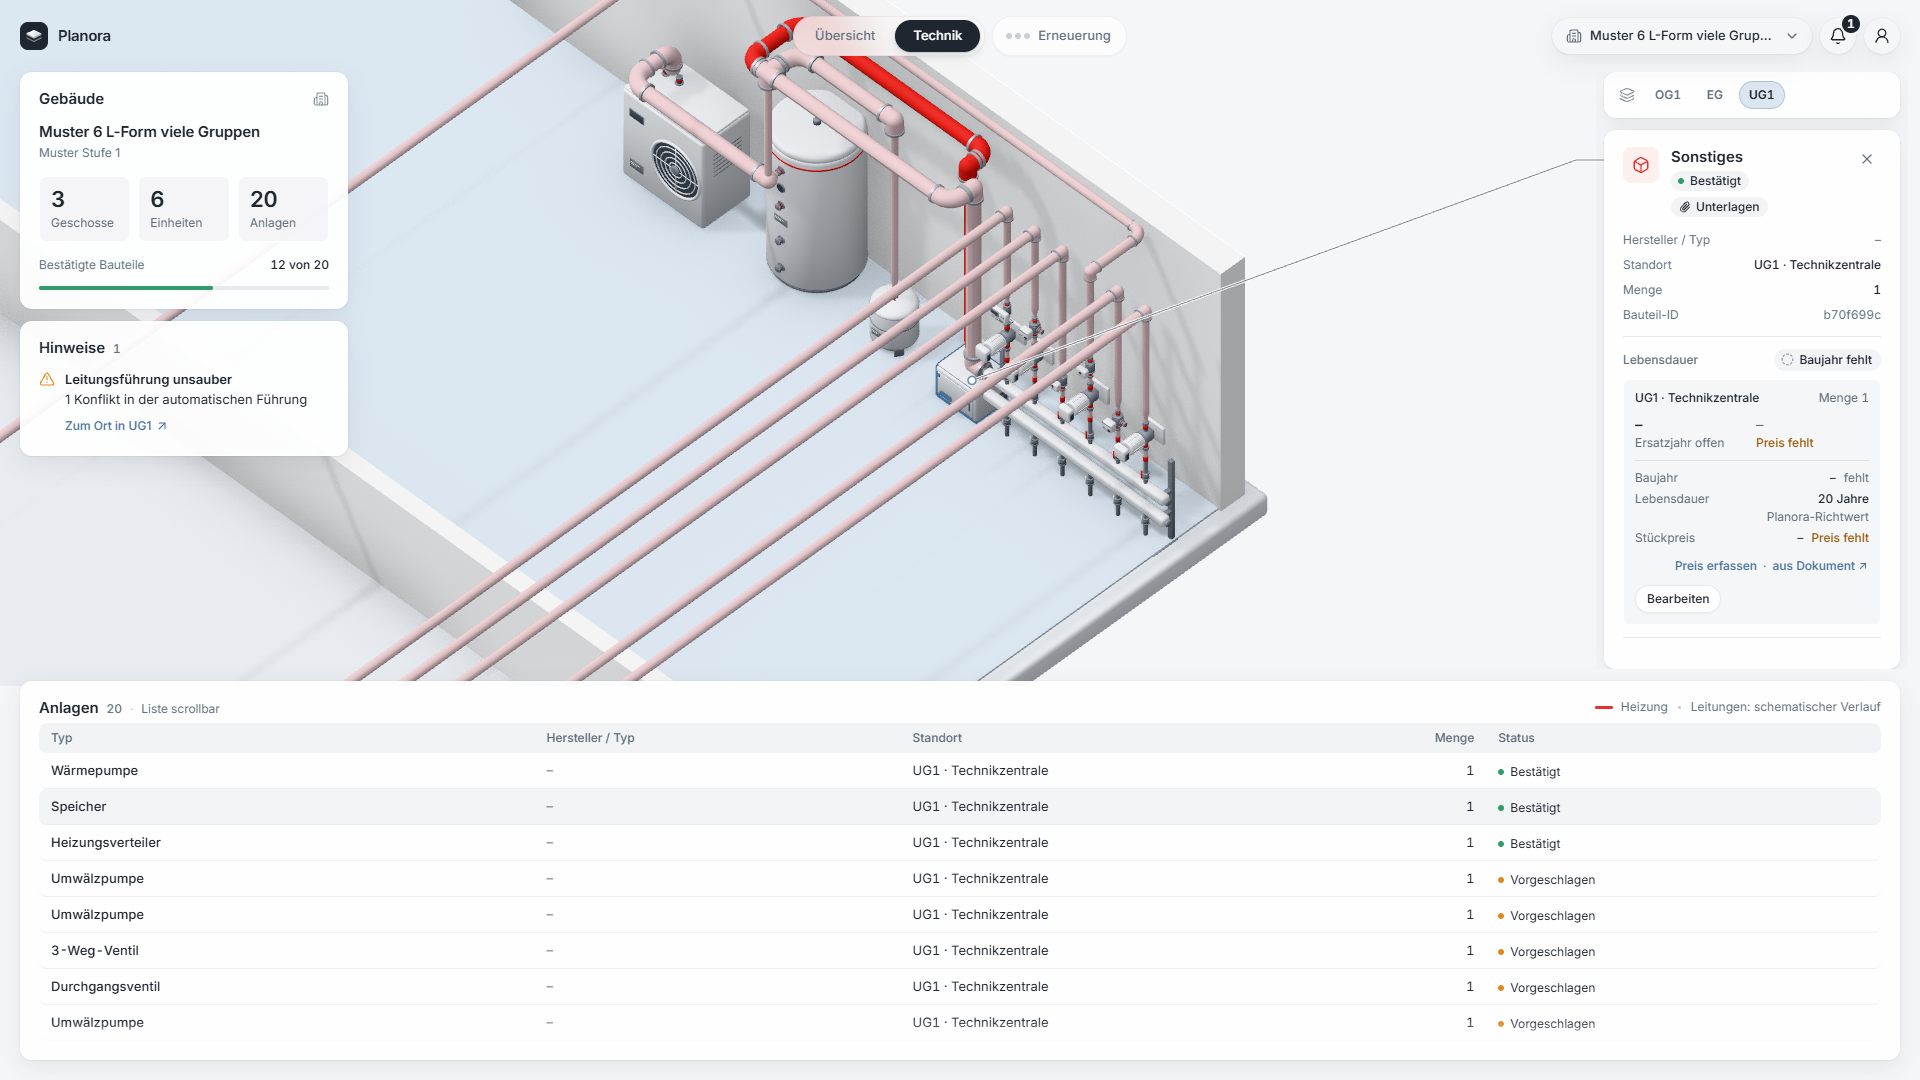 Planora
Übersicht
Technik
Erneuerung
Muster 6 L-Form viele Grup...
1
Gebäude
Muster 6 L-Form viele Gruppen
Muster Stufe 1
3
Geschosse
6
Einheiten
20
Anlagen
Bestätigte Bauteile 12 von 20
Hinweise 1
Leitungsführung unsauber
1 Konflikt in der automatischen Führung
Zum Ort in UG1
OG1 EG UG1
Sonstiges
Bestätigt
Unterlagen
Hersteller / Typ –
Standort UG1 · Technikzentrale
Menge 1
Bauteil-ID b70f699c
Lebensdauer Baujahr fehlt
UG1 · Technikzentrale Menge 1
– –
Ersatzjahr offen Preis fehlt
Baujahr – fehlt
Lebensdauer 20 Jahre
Planora-Richtwert
Stückpreis – Preis fehlt
Preis erfassen · aus Dokument
Bearbeiten
Anlagen 20 · Liste scrollbar
Heizung · Leitungen: schematischer Verlauf
Typ Hersteller / Typ Standort Menge Status
Wärmepumpe – UG1 · Technikzentrale 1 Bestätigt
Speicher – UG1 · Technikzentrale 1 Bestätigt
Heizungsverteiler – UG1 · Technikzentrale 1 Bestätigt
Umwälzpumpe – UG1 · Technikzentrale 1 Vorgeschlagen
Umwälzpumpe – UG1 · Technikzentrale 1 Vorgeschlagen
3-Weg-Ventil – UG1 · Technikzentrale 1 Vorgeschlagen
Durchgangsventil – UG1 · Technikzentrale 1 Vorgeschlagen
Umwälzpumpe – UG1 · Technikzentrale 1 Vorgeschlagen